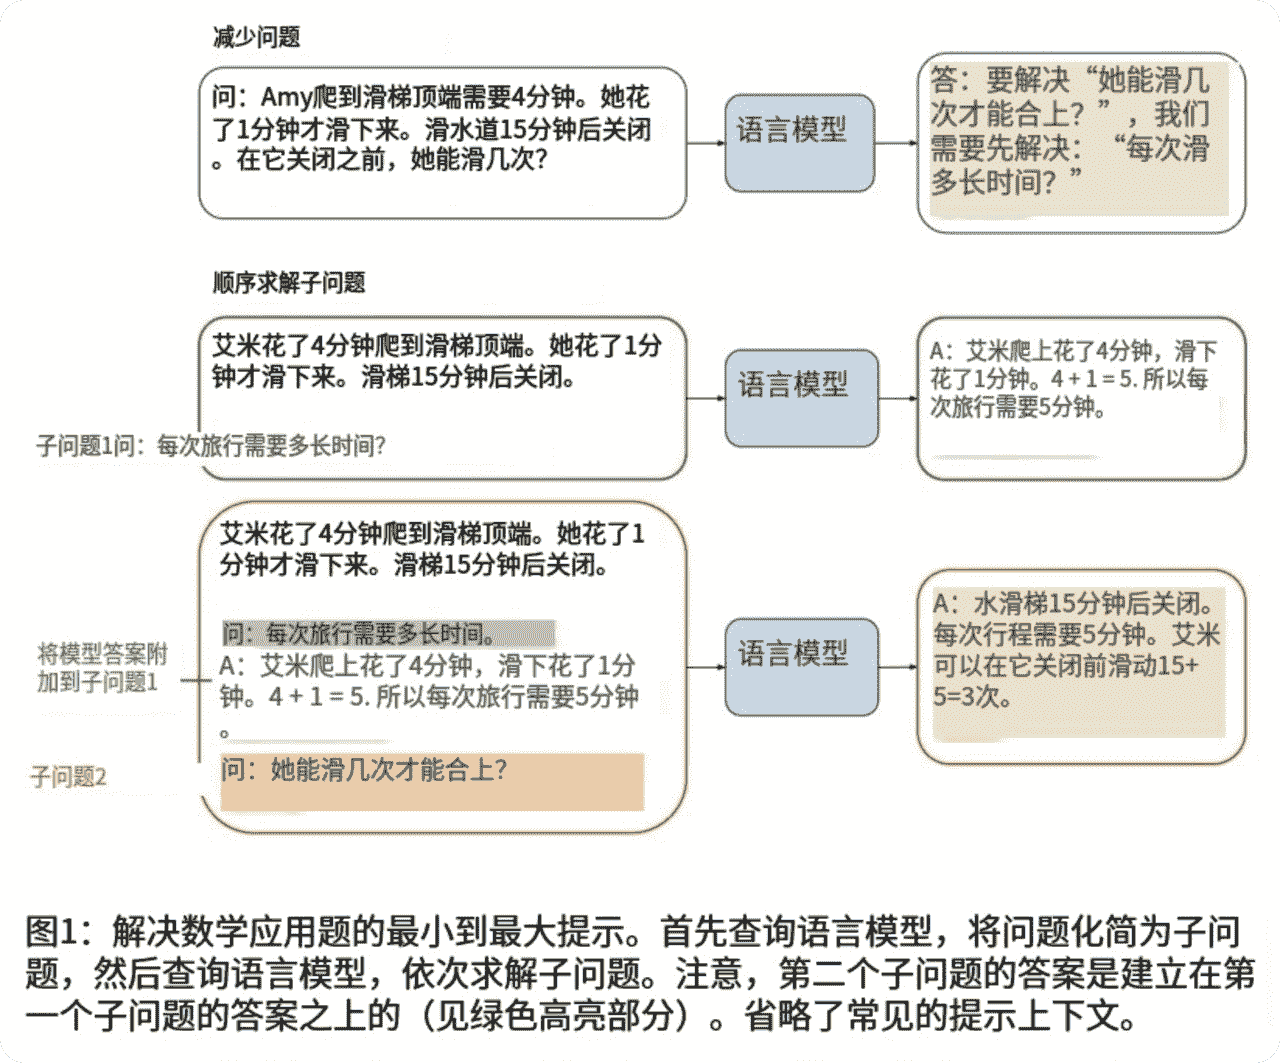 减少问题
问：Amy爬到滑梯顶端需要4分钟。她花
了1分钟才滑下来。滑水道15分钟后关闭
。在它关闭之前，她能滑几次？
语言模型
答：要解决“她能滑几
次才能合上？”，我们
需要先解决：“每次滑
多长时间？”
顺序求解子问题
艾米花了4分钟爬到滑梯顶端。她花了1分
钟才滑下来。滑梯15分钟后关闭。
子问题1问：每次旅行需要多长时间？
语言模型
A：艾米爬上花了4分钟，滑下
花了1分钟。4 + 1 = 5. 所以每
次旅行需要5分钟。
艾米花了4分钟爬到滑梯顶端。她花了1
分钟才滑下来。滑梯15分钟后关闭。
问：每次旅行需要多长时间。
将模型答案附
加到子问题1
A：艾米爬上花了4分钟，滑下花了1分
钟。4 + 1 = 5. 所以每次旅行需要5分钟
。
子问题2
问：她能滑几次才能合上？
语言模型
A：水滑梯15分钟后关闭。
每次行程需要5分钟。艾米
可以在它关闭前滑动15+
5=3次。
图1：解决数学应用题的最小到最大提示。首先查询语言模型，将问题化简为子问
题，然后查询语言模型，依次求解子问题。注意，第二个子问题的答案是建立在第
一个子问题的答案之上的（见绿色高亮部分）。省略了常见的提示上下文。